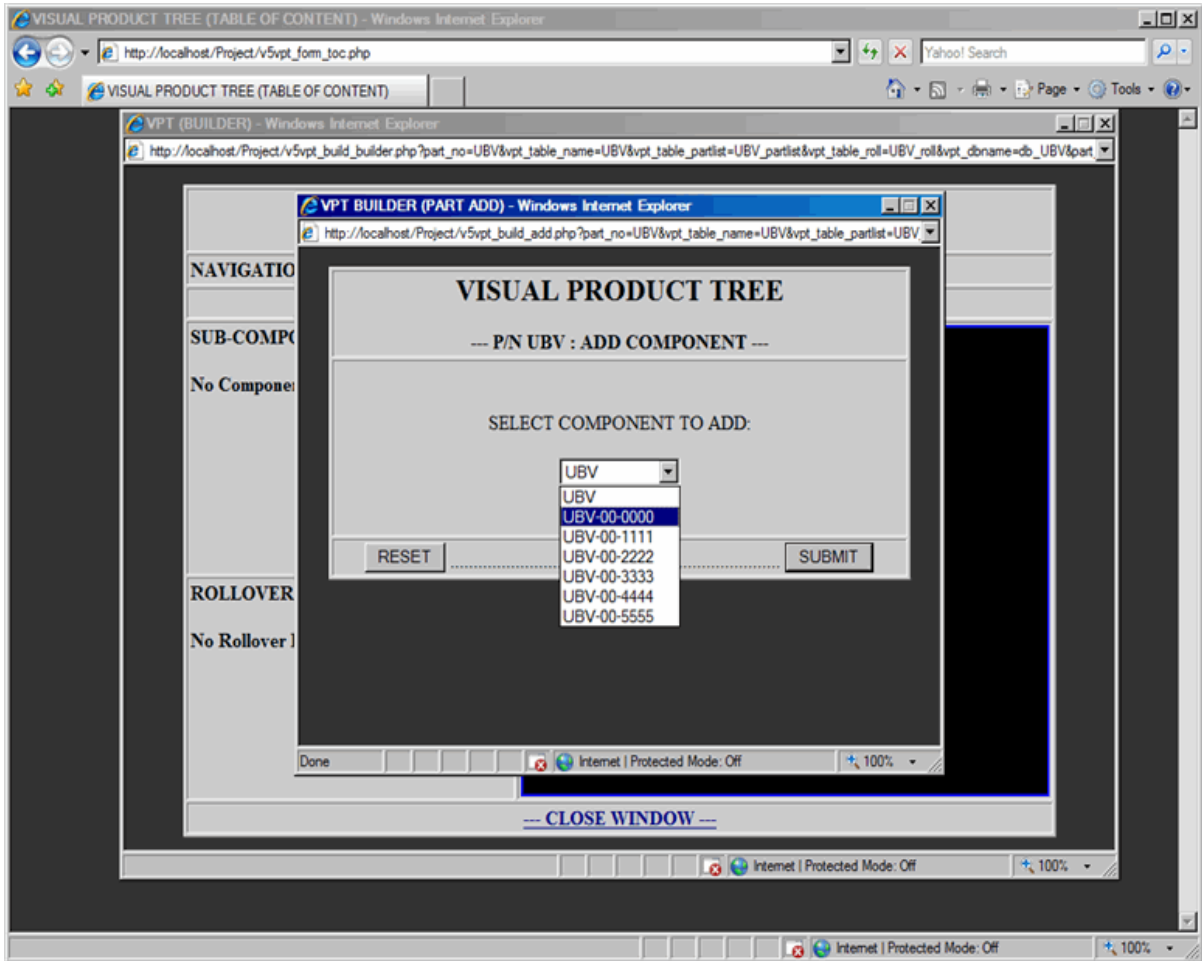 VISUAL PRODUCT TREE (TABLE OF CONTENT) - Windows Internet Explorer
http://localhost/Project/v5vpt_form_toc.php
Yahoo! Search
VISUAL PRODUCT TREE (TABLE OF CONTENT)
Page
Tools
VPT (BUILDER) - Windows Internet Explorer
http://localhost/Project/v5vpt_build_builder.php?part_no=UBV&vpt_table_name=UBV&vpt_table_partlist=UBV_partlist&vpt_table_roll=UBV_roll&vpt_dbname=db_UBV&part
VPT BUILDER (PART ADD) - Windows Internet Explorer
http://localhost/Project/v5vpt_build_add.php?part_no=UBV&vpt_table_name=UBV&vpt_table_partlist=UBV
NAVIGATIO
VISUAL PRODUCT TREE
SUB-COMPO
--- P/N UBV : ADD COMPONENT ---
No Componen
SELECT COMPONENT TO ADD:
UBV
UBV
UBV-00-0000
UBV-00-1111
UBV-00-2222
UBV-00-3333
UBV-00-4444
UBV-00-5555
RESET
SUBMIT
ROLLOVER
No Rollover
Done
Internet | Protected Mode: Off
100%
--- CLOSE WINDOW ---
Internet | Protected Mode: Off
100%
Internet | Protected Mode: Off
100%